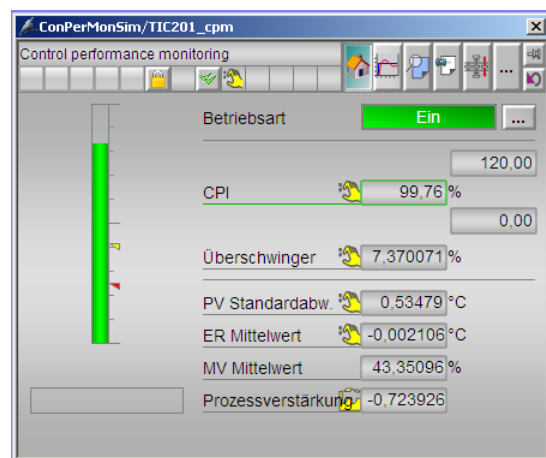 ConPerMonSim/TIC201_cpm
Control performance monitoring
...
Betriebsart Ein ...
120,00
CPI 99,76 %
0,00
Überschwinger 7,370071 %
PV Standardabw. 0,53479 °C
ER Mittelwert -0,002106 °C
MV Mittelwert 43,35096 %
Prozessverstärkung -0,723926